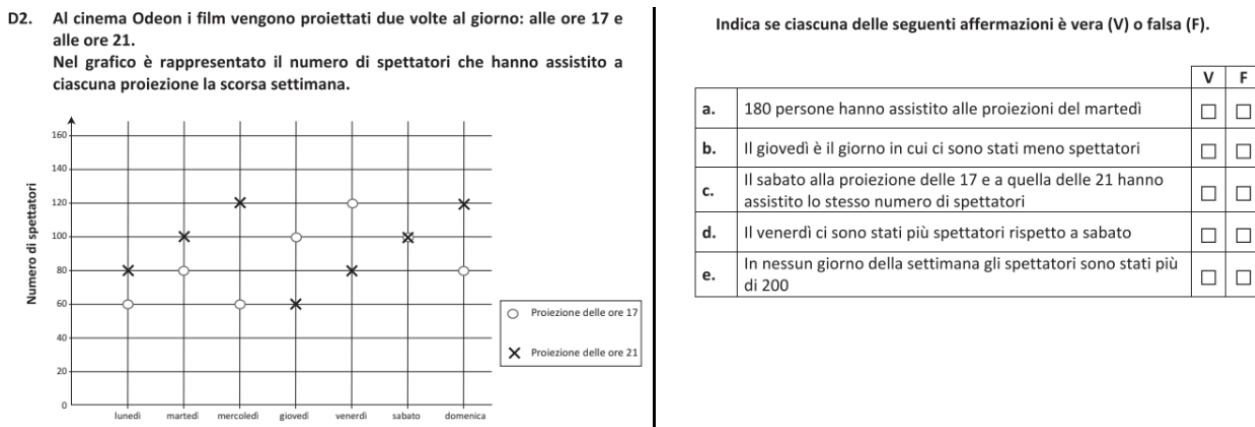 D2. Al cinema Odeon i film vengono proiettati due volte al giorno: alle ore 17 e
alle ore 21.
Nel grafico è rappresentato il numero di spettatori che hanno assistito a
ciascuna proiezione la scorsa settimana.
Numero di spettatori
160
140
120
100
80
60
40
20
0
lunedì martedì mercoledì giovedì venerdì sabato domenica
Proiezione delle ore 17
Proiezione delle ore 21
Indica se ciascuna delle seguenti affermazioni è vera (V) o falsa (F).
V F
a. 180 persone hanno assistito alle proiezioni del martedì
b. Il giovedì è il giorno in cui ci sono stati meno spettatori
c. Il sabato alla proiezione delle 17 e a quella delle 21 hanno
assistito lo stesso numero di spettatori
d. Il venerdì ci sono stati più spettatori rispetto a sabato
e. In nessun giorno della settimana gli spettatori sono stati più
di 200